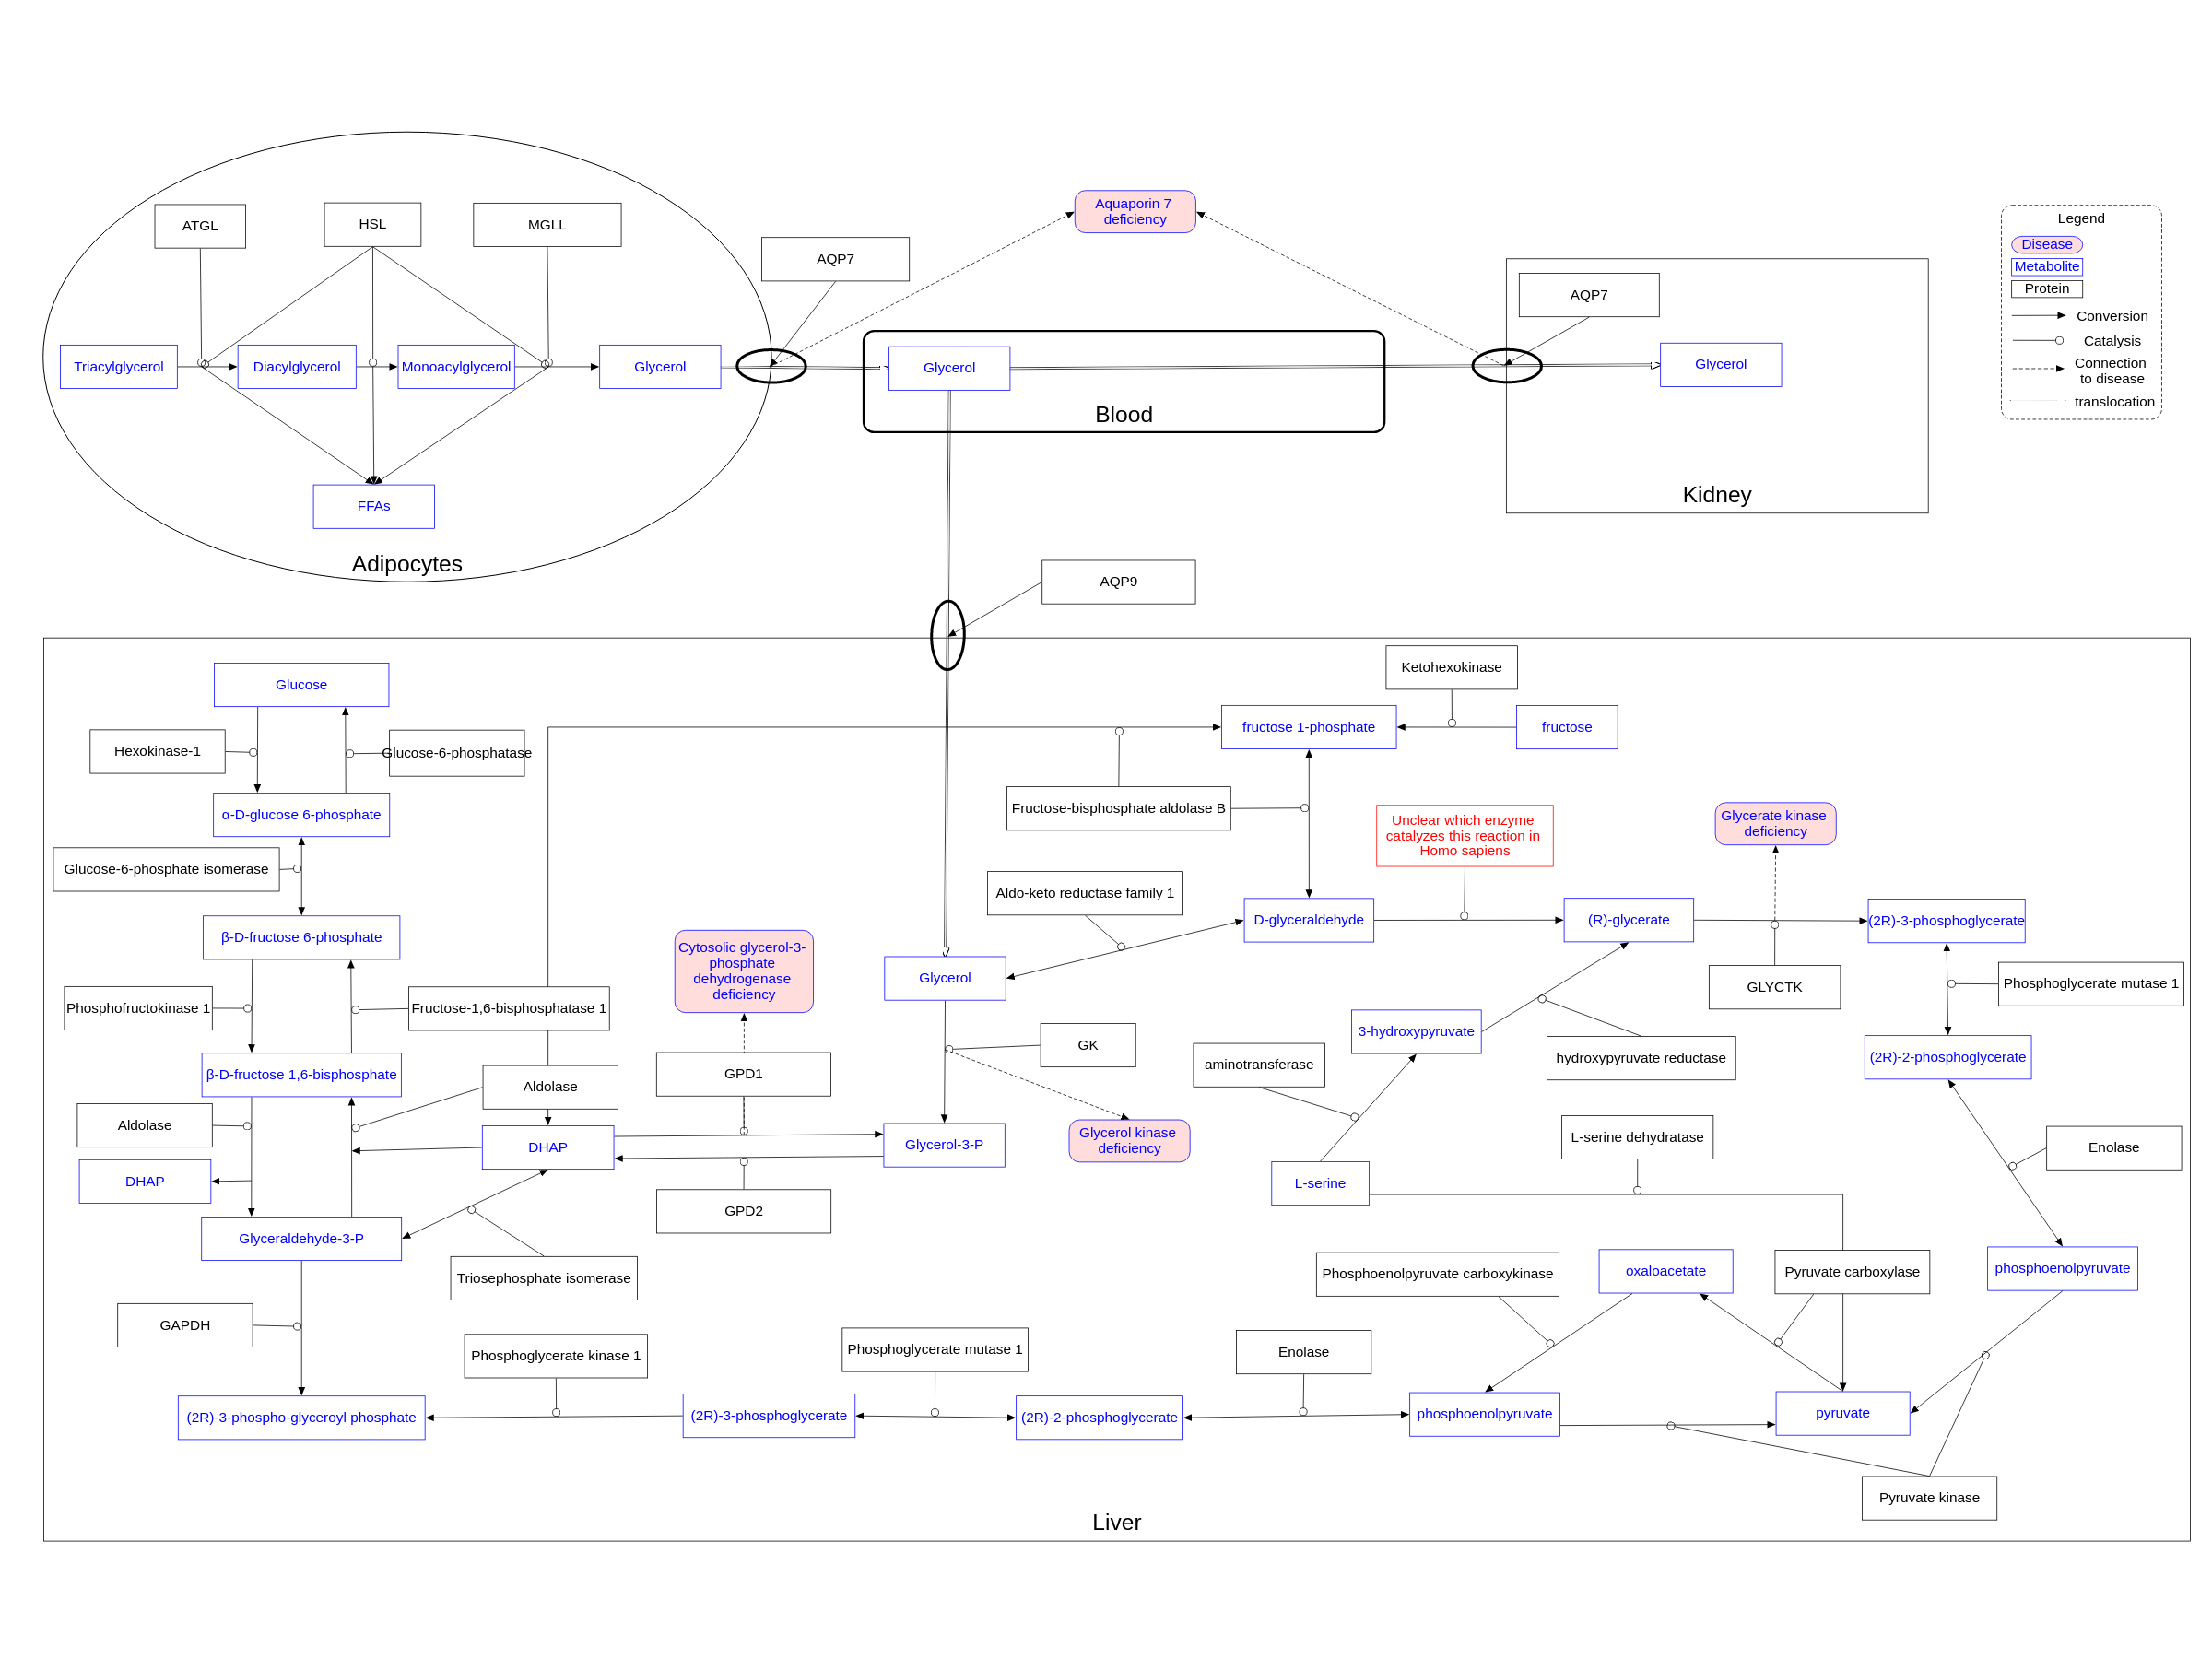 ATGL
HSL
MGLL
Triacylglycerol
Diacylglycerol
Monoacylglycerol
Glycerol
FFAs
Adipocytes
AQP7
Aquaporin 7
deficiency
Glycerol
Blood
AQP7
Glycerol
Kidney
Legend
Disease
Metabolite
Protein
Conversion
Catalysis
Connection
to disease
translocation
AQP9
Glucose
Hexokinase-1
Glucose-6-phosphatase
α-D-glucose 6-phosphate
Glucose-6-phosphate isomerase
β-D-fructose 6-phosphate
Phosphofructokinase 1
Fructose-1,6-bisphosphatase 1
β-D-fructose 1,6-bisphosphate
Aldolase
Aldolase
DHAP
DHAP
Glyceraldehyde-3-P
Triosephosphate isomerase
GAPDH
Cytosolic glycerol-3-
phosphate
dehydrogenase
deficiency
GPD1
GPD2
Glycerol
GK
Glycerol-3-P
Glycerol kinase
deficiency
Ketohexokinase
fructose 1-phosphate
fructose
Fructose-bisphosphate aldolase B
Unclear which enzyme
catalyzes this reaction in
Homo sapiens
Aldo-keto reductase family 1
D-glyceraldehyde
(R)-glycerate
Glycerate kinase
deficiency
(2R)-3-phosphoglycerate
GLYCTK
Phosphoglycerate mutase 1
3-hydroxypyruvate
hydroxypyruvate reductase
aminotransferase
(2R)-2-phosphoglycerate
L-serine dehydratase
L-serine
Enolase
Phosphoenolpyruvate carboxykinase
oxaloacetate
Pyruvate carboxylase
phosphoenolpyruvate
Phosphoglycerate kinase 1
Phosphoglycerate mutase 1
Enolase
(2R)-3-phospho-glyceroyl phosphate
(2R)-3-phosphoglycerate
(2R)-2-phosphoglycerate
phosphoenolpyruvate
pyruvate
Pyruvate kinase
Liver